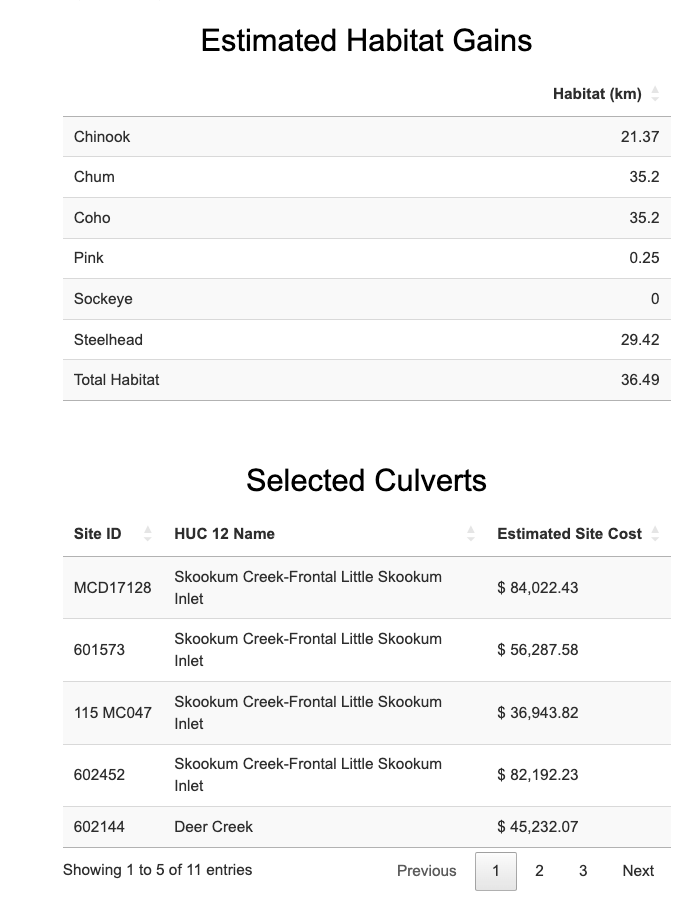 Estimated Habitat Gains
Habitat (km)
Chinook 21.37
Chum 35.2
Coho 35.2
Pink 0.25
Sockeye 0
Steelhead 29.42
Total Habitat 36.49
Selected Culverts
Site ID HUC 12 Name Estimated Site Cost
MCD17128 Skookum Creek-Frontal Little Skookum $ 84,022.43
Inlet
601573 Skookum Creek-Frontal Little Skookum $ 56,287.58
Inlet
115 MC047 Skookum Creek-Frontal Little Skookum $ 36,943.82
Inlet
602452 Skookum Creek-Frontal Little Skookum $ 82,192.23
Inlet
602144 Deer Creek $ 45,232.07
Showing 1 to 5 of 11 entries Previous 1 2 3 Next